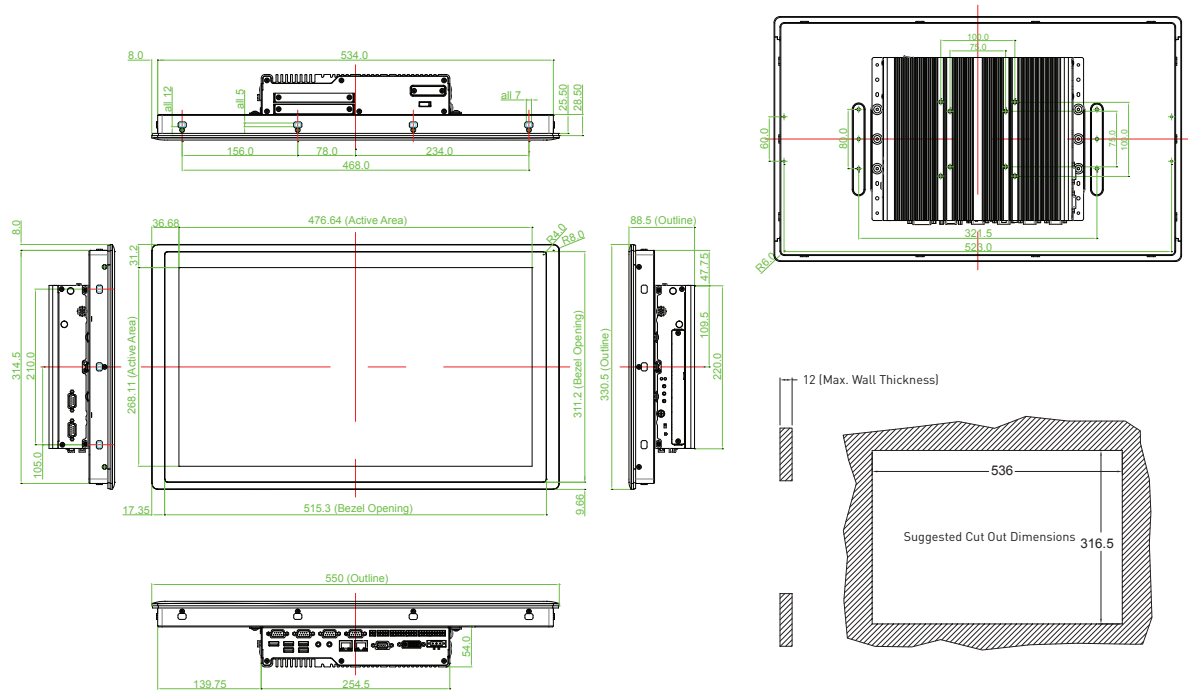 8.0
534.0
all 12
all 5
all 7
25.50
28.50
156.0
78.0
234.0
468.0
100.0
75.0
60.0
80.0
75.0
100.0
321.5
523.0
R6.0
8.0
36.68
476.64 (Active Area)
88.5 (Outline)
R4.0
R8.0
31.2
47.75
314.5
210.0
268.11 (Active Area)
311.2 (Bezel Opening)
330.5 (Outline)
109.5
220.0
105.0
17.35
515.3 (Bezel Opening)
9.66
12 (Max. Wall Thickness)
536
Suggested Cut Out Dimensions
316.5
550 (Outline)
54.0
139.75
254.5